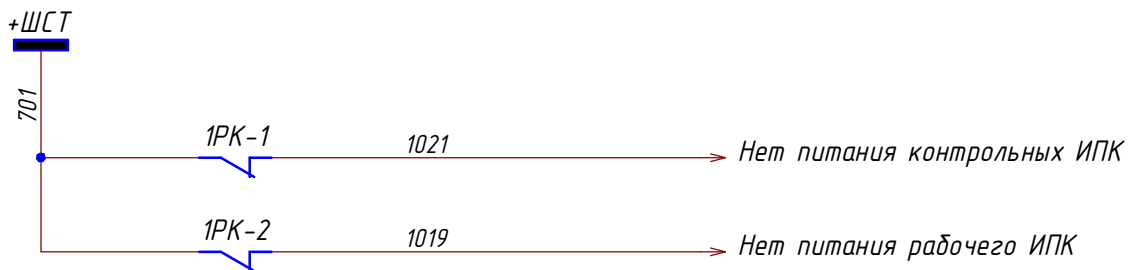 +ШСТ
701
1РК-1
1021
Нет питания контрольных ИПК
1РК-2
1019
Нет питания рабочего ИПК